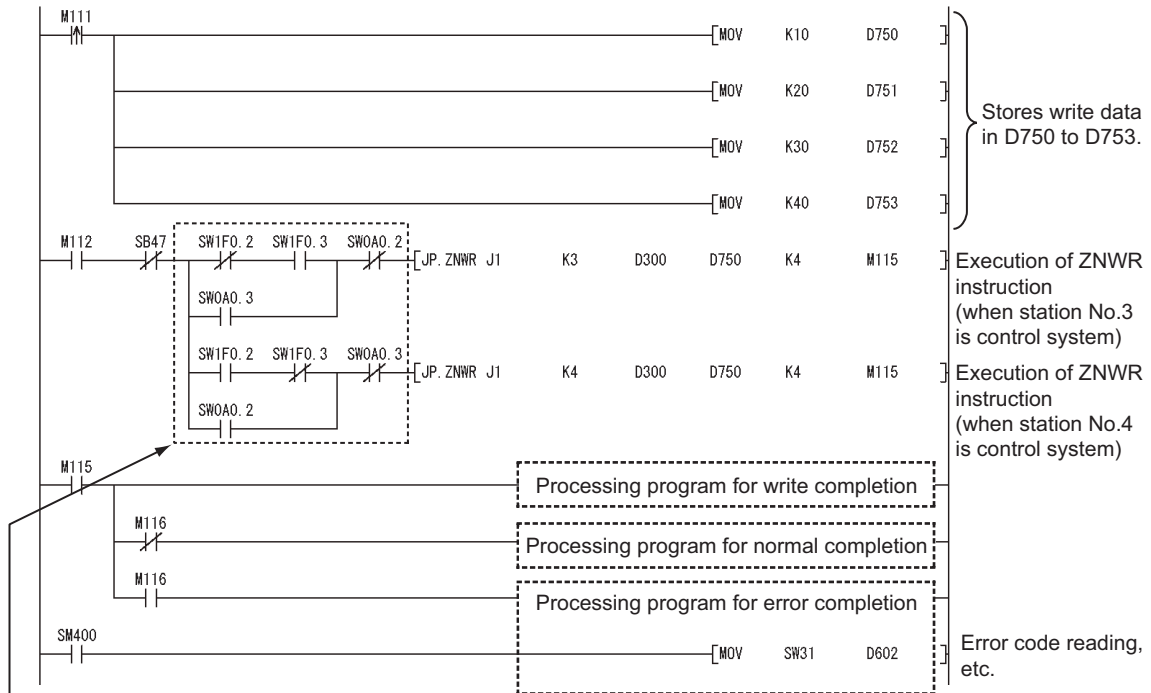 M111
[MOV K10 D750 ]
[MOV K20 D751 ]
Stores write data
in D750 to D753.
[MOV K30 D752 ]
[MOV K40 D753 ]
M112 SB47 SW1F0.2 SW1F0.3 SW0A0.2
[JP.ZNWR J1 K3 D300 D750 K4 M115 ]
Execution of ZNWR
instruction
(when station No.3
is control system)
SW0A0.3
SW1F0.2 SW1F0.3 SW0A0.3
[JP.ZNWR J1 K4 D300 D750 K4 M115 ]
Execution of ZNWR
instruction
(when station No.4
is control system)
SW0A0.2
M115
Processing program for write completion
M116
Processing program for normal completion
M116
Processing program for error completion
SM400
[MOV SW31 D602 ]
Error code reading,
etc.